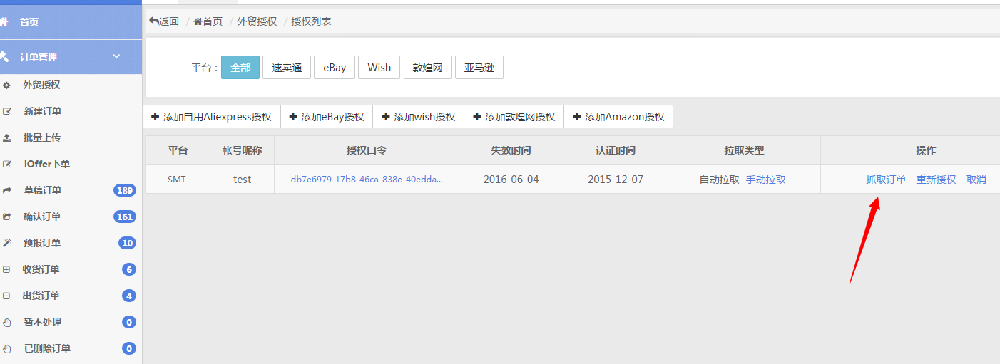 首页
订单管理
外贸授权
新建订单
批量上传
iOffer下单
草稿订单 189
确认订单 161
预报订单 10
收货订单 6
出货订单 4
暂不处理 0
已删除订单 0
返回 / 首页 / 外贸授权 / 授权列表
平台： 全部 速卖通 eBay Wish 敦煌网 亚马逊
添加自用Aliexpress授权 添加eBay授权 添加wish授权 添加敦煌网授权 添加Amazon授权
平台 帐号昵称 授权口令 失效时间 认证时间 拉取类型 操作
SMT test db7e6979-17b8-46ca-838e-40edda... 2016-06-04 2015-12-07 自动拉取 手动拉取 抓取订单 重新授权 取消